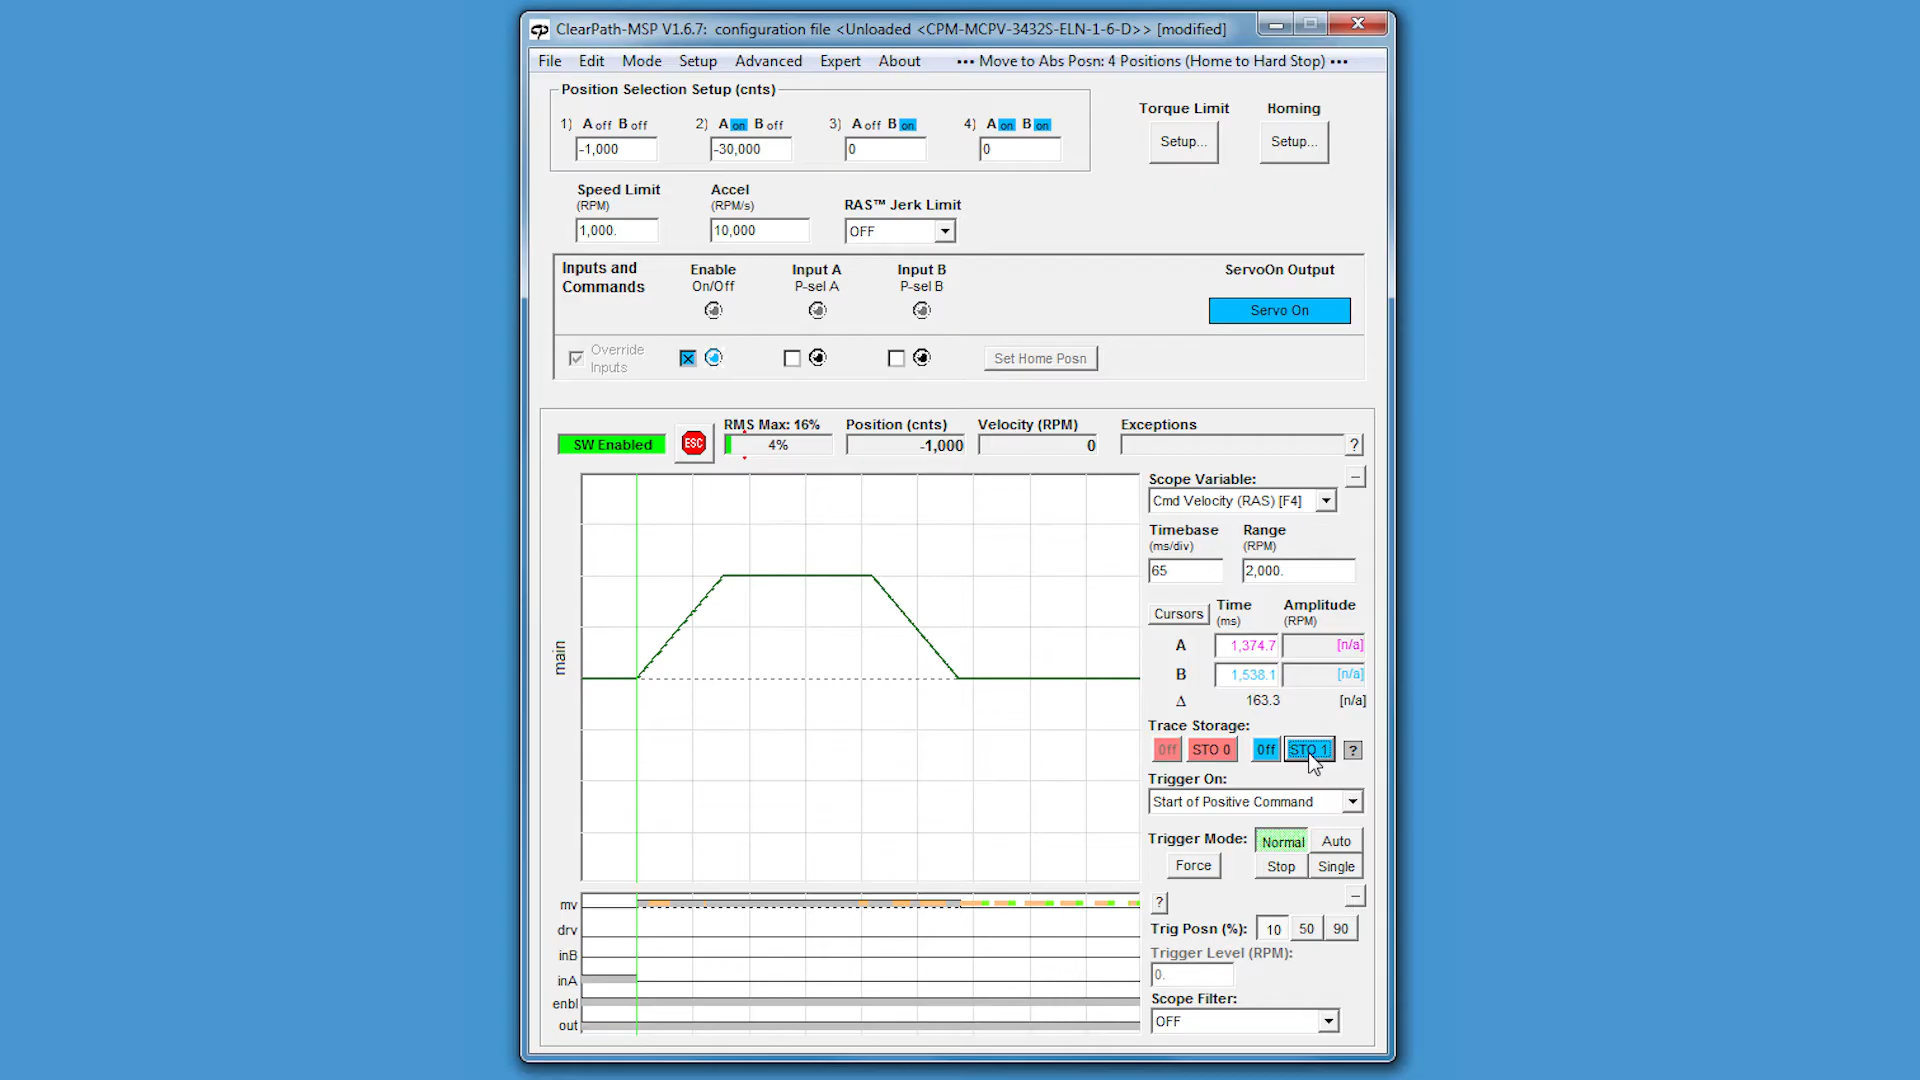 ClearPath-MSP V1.6.7: configuration file <Unloaded <CPM-MCPV-3432S-ELN-1-6-D>> [modified]
File Edit Mode Setup Advanced Expert About ••• Move to Abs Posn: 4 Positions (Home to Hard Stop) •••
Position Selection Setup (cnts)
1) A off B off 2) A on B off 3) A off B on 4) A on B on
-1,000 -30,000 0 0
Torque Limit Homing
Setup... Setup...
Speed Limit Accel RAS™ Jerk Limit
(RPM) (RPM/s)
1,000. 10,000 OFF
Inputs and Commands
Enable Input A Input B ServoOn Output
On/Off P-sel A P-sel B
Servo On
Override Inputs
Set Home Posn
RMS Max: 16% Position (cnts) Velocity (RPM) Exceptions
SW Enabled ESC 4% -1,000 0 ?
Scope Variable:
Cmd Velocity (RAS) [F4]
Timebase Range
(ms/div) (RPM)
65 2,000.
main
Cursors Time Amplitude
(ms) (RPM)
A 1,374.7 [n/a]
B 1,538.1 [n/a]
Δ 163.3 [n/a]
Trace Storage:
Off STO 0 Off STO 1 ?
Trigger On:
Start of Positive Command
Trigger Mode: Normal Auto
Force Stop Single
mv
drv
inB
inA
enbl
out
?
Trig Posn (%): 10 50 90
Trigger Level (RPM):
0.
Scope Filter:
OFF